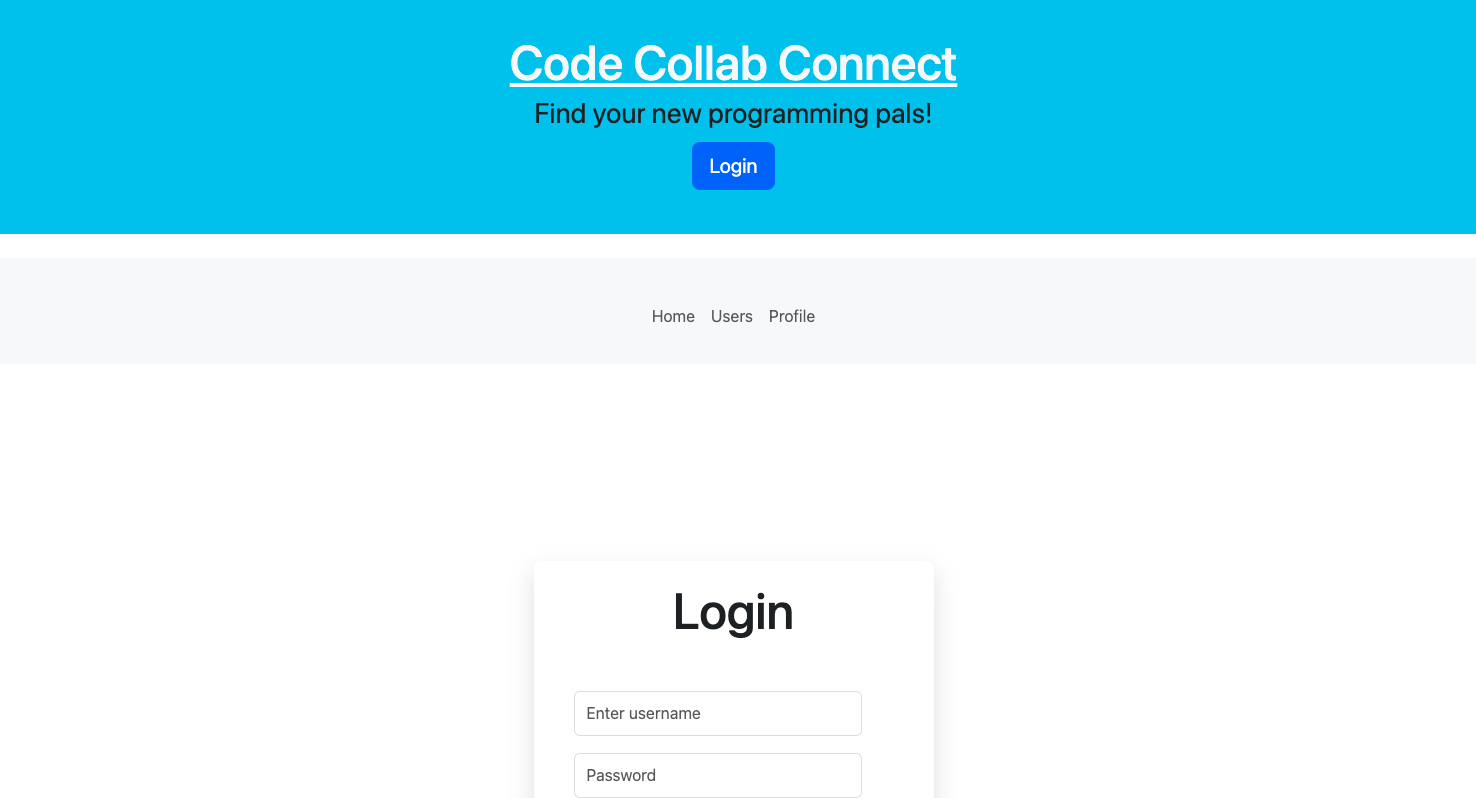 Code Collab Connect
Find your new programming pals!
Login
Home Users Profile
Login
Enter username
Password